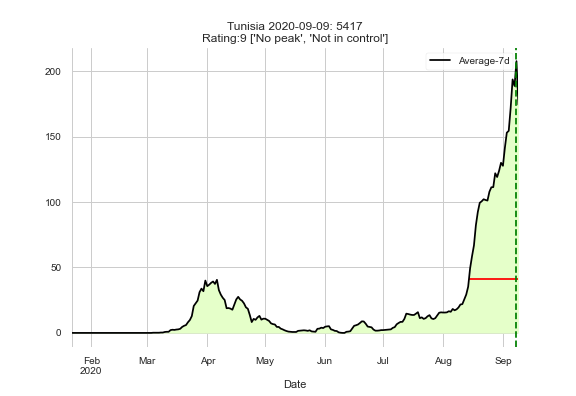 Tunisia 2020-09-09: 5417
Rating:9 ['No peak', 'Not in control']
Average-7d
200
150
100
50
0
Feb Mar Apr May Jun Jul Aug Sep
2020
Date